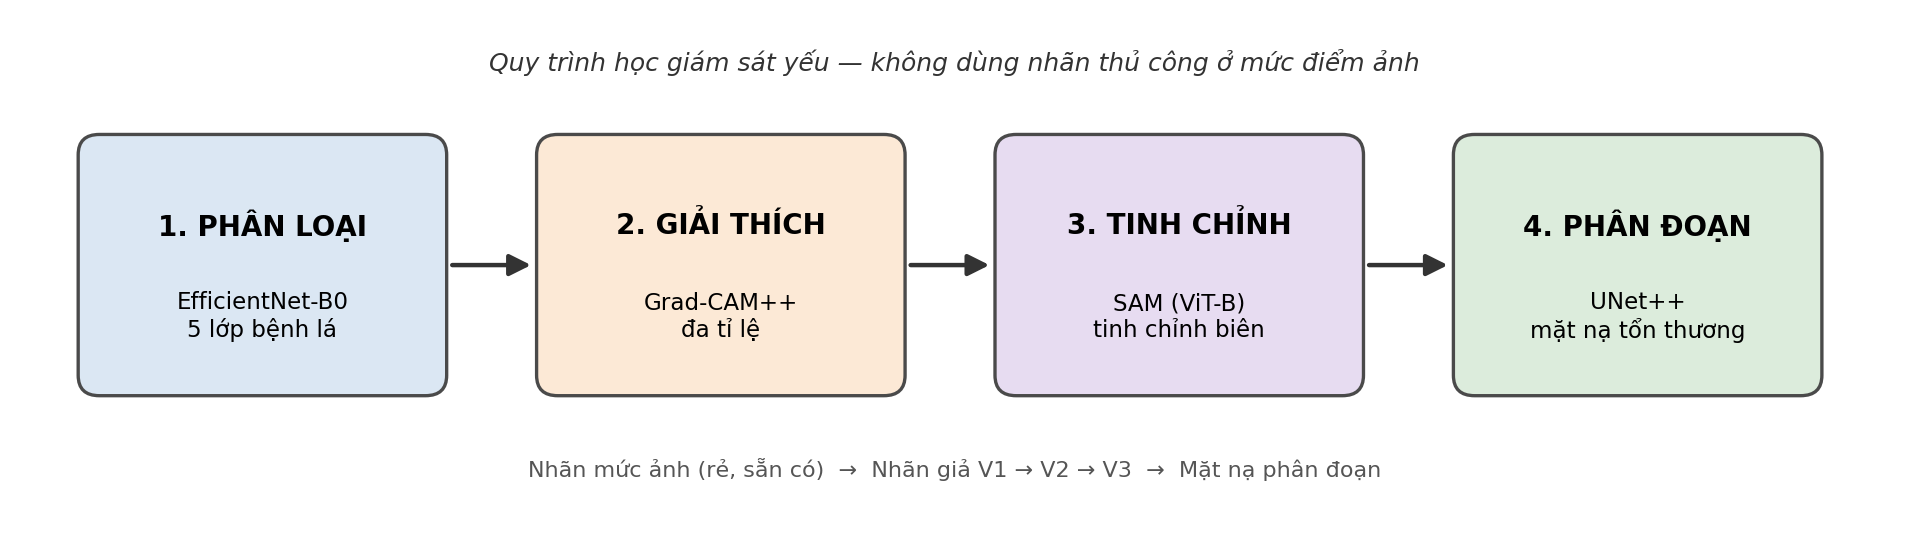 Quy trình học giám sát yếu — không dùng nhãn thủ công ở mức điểm ảnh
1. PHÂN LOẠI
EfficientNet-B0
5 lớp bệnh lá
2. GIẢI THÍCH
Grad-CAM++
đa tỉ lệ
3. TINH CHỈNH
SAM (ViT-B)
tinh chỉnh biên
4. PHÂN ĐOẠN
UNet++
mặt nạ tổn thương
Nhãn mức ảnh (rẻ, sẵn có) → Nhãn giả V1 → V2 → V3 → Mặt nạ phân đoạn